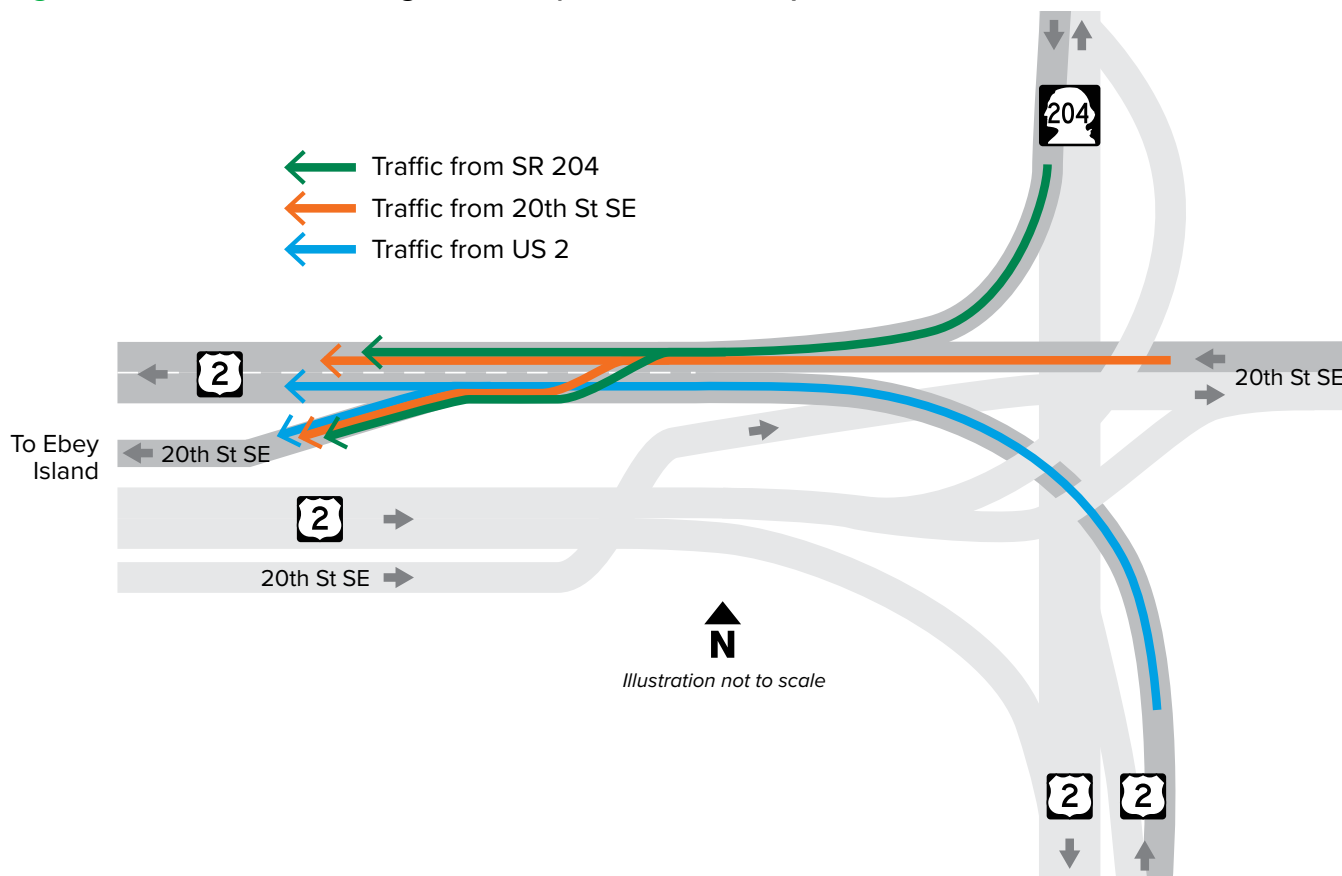 204
Traffic from SR 204
Traffic from 20th St SE
Traffic from US 2
2
20th St SE
To Ebey
Island
20th St SE
2
20th St SE
N
Illustration not to scale
2
2